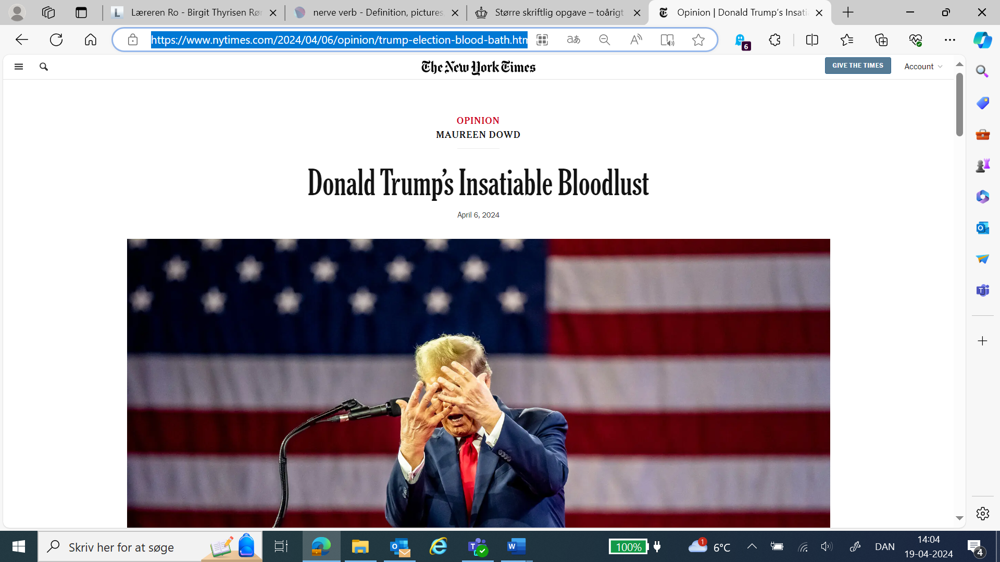 Læreren Ro - Birgit Thyrisen Rø
nerve verb - Definition, pictures
Større skriftlig opgave – toårigt
Opinion | Donald Trump's Insati
https://www.nytimes.com/2024/04/06/opinion/trump-election-blood-bath.htm
aあ
6
The New York Times
GIVE THE TIMES
Account
OPINION
MAUREEN DOWD
Donald Trump's Insatiable Bloodlust
April 6, 2024
Skriv her for at søge
100%
1
6°C
DAN
14:04
19-04-2024
4